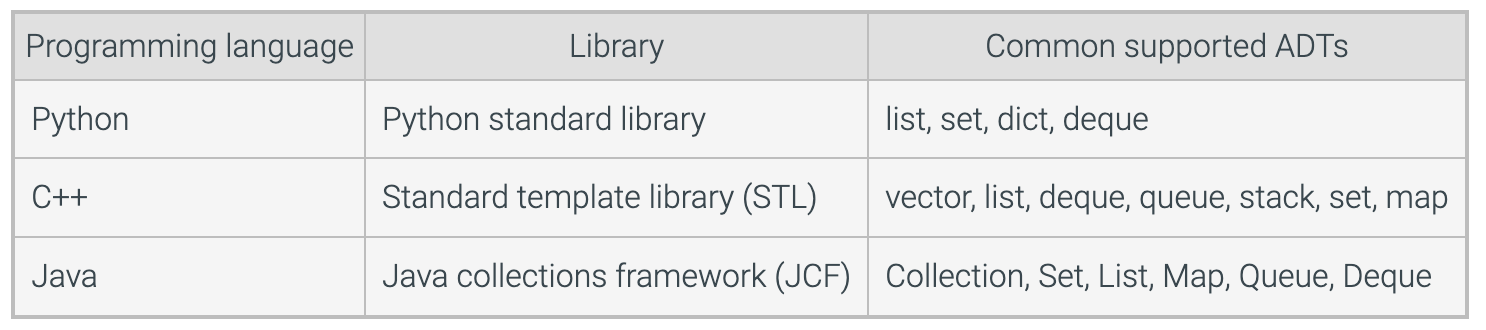 Programming language Library Common supported ADTs
Python Python standard library list, set, dict, deque
C++ Standard template library (STL) vector, list, deque, queue, stack, set, map
Java Java collections framework (JCF) Collection, Set, List, Map, Queue, Deque